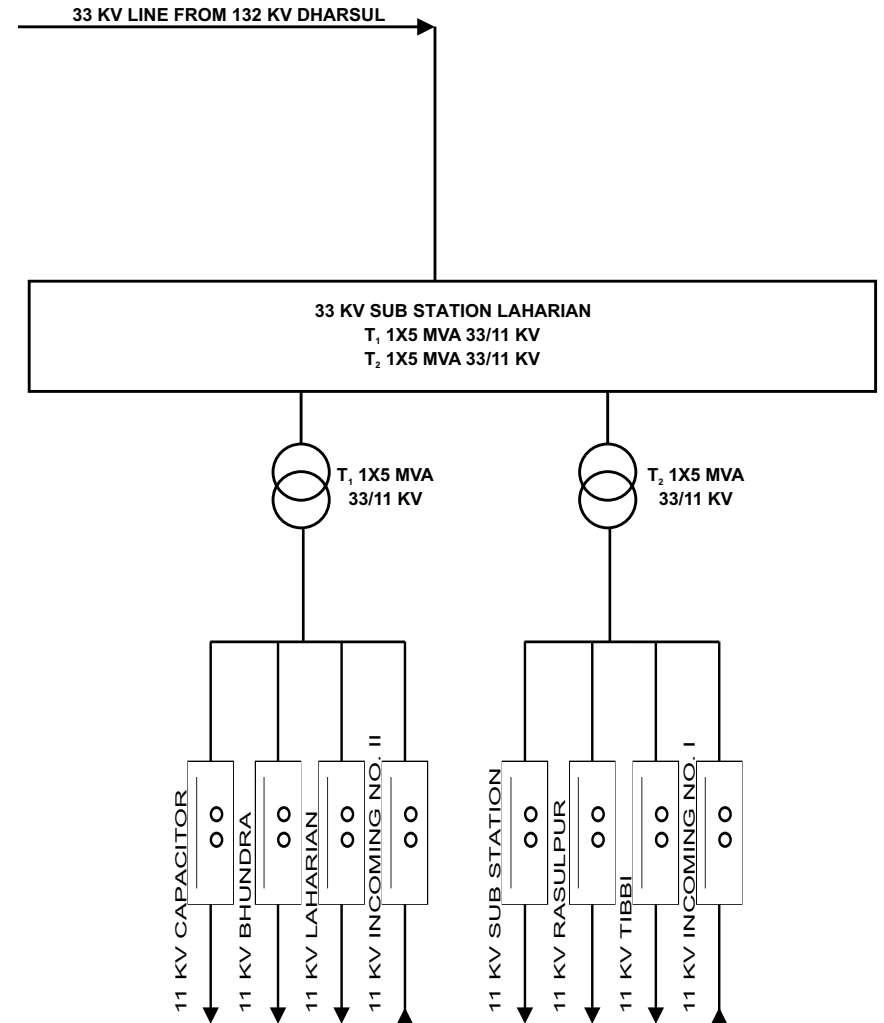 33 KV LINE FROM 132 KV DHARSUL
33 KV SUB STATION LAHARIAN
T₁ 1X5 MVA 33/11 KV
T₂ 1X5 MVA 33/11 KV
T₁ 1X5 MVA
33/11 KV
T₂ 1X5 MVA
33/11 KV
11 KV CAPACITOR
11 KV BHUNDRA
11 KV LAHARIAN
11 KV INCOMING NO. II
11 KV SUB STATION
11 KV RASULPUR
11 KV TIBBI
11 KV INCOMING NO. I